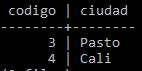 codigo | ciudad
--------+--------
3 | Pasto
4 | Cali